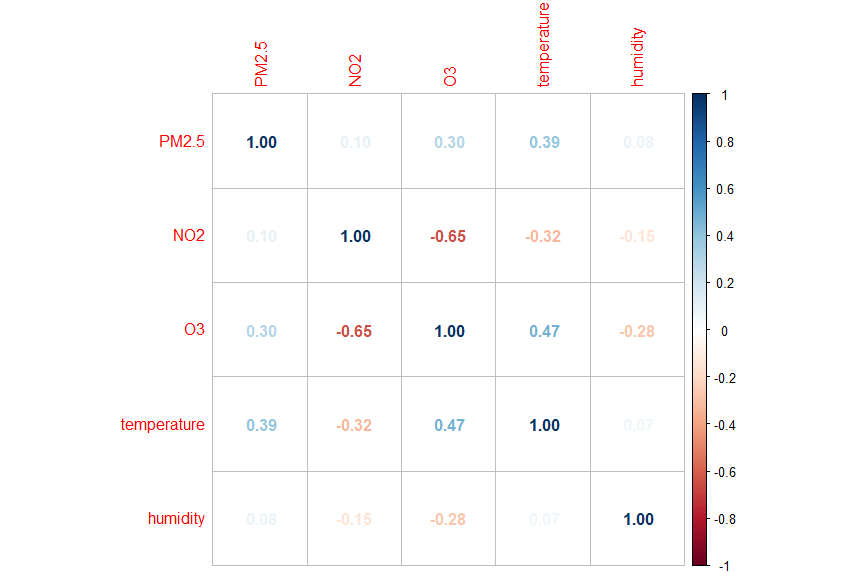 PM2.5 NO2 O3 temperature humidity
1
PM2.5 1.00 0.10 0.30 0.39 0.08
0.8
0.6
NO2 0.10 1.00 -0.65 -0.32 -0.15
0.4
0.2
O3 0.30 -0.65 1.00 0.47 -0.28
0
-0.2
temperature 0.39 -0.32 0.47 1.00 0.07
-0.4
-0.6
humidity 0.08 -0.15 -0.28 0.07 1.00
-0.8
-1